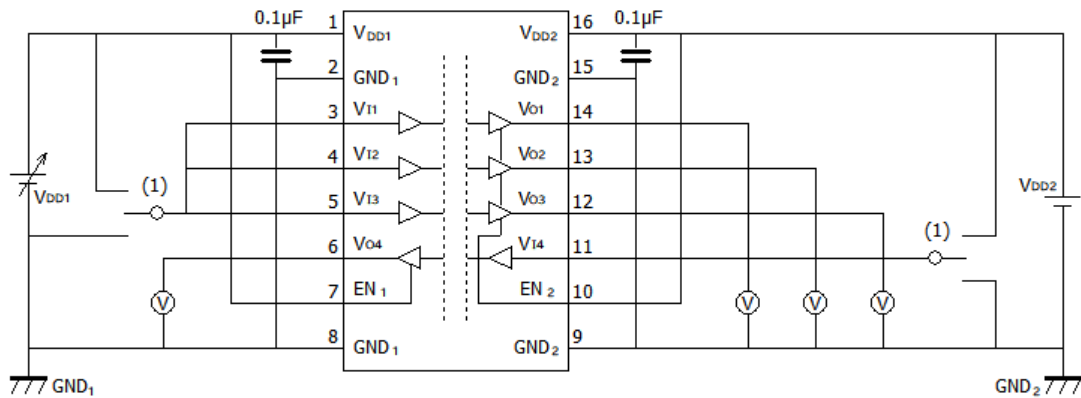 0.1µF 1 VDD1 VDD2 16 0.1µF
2 GND1 GND2 15
3 VI1 VO1 14
4 VI2 VO2 13
VDD1 (1) 5 VI3 VO3 12 VDD2
6 VO4 VI4 11 (1)
V 7 EN1 EN2 10 V V V
8 GND1 GND2 9
GND1 GND2